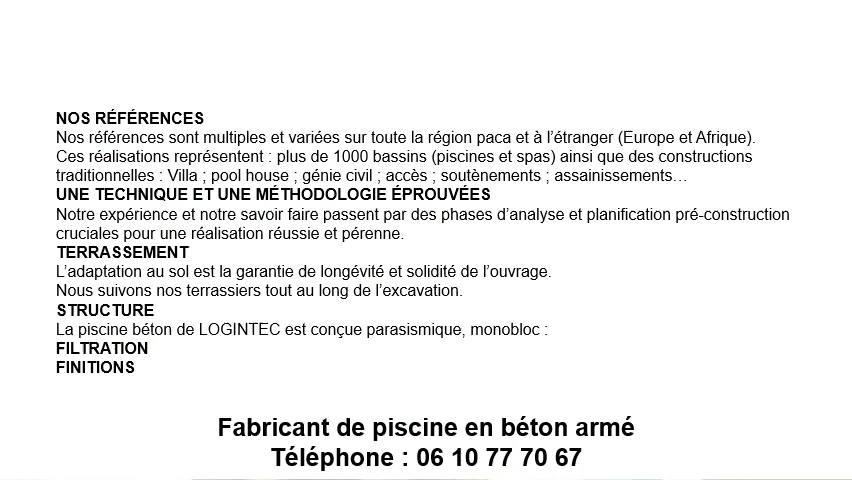 NOS RÉFÉRENCES
Nos références sont multiples et variées sur toute la région paca et à l’étranger (Europe et Afrique).
Ces réalisations représentent : plus de 1000 bassins (piscines et spas) ainsi que des constructions
traditionnelles : Villa ; pool house ; génie civil ; accès ; soutènements ; assainissements…
UNE TECHNIQUE ET UNE MÉTHODOLOGIE ÉPROUVÉES
Notre expérience et notre savoir faire passent par des phases d’analyse et planification pré-construction
cruciales pour une réalisation réussie et pérenne.
TERRASSEMENT
L’adaptation au sol est la garantie de longévité et solidité de l’ouvrage.
Nous suivons nos terrassiers tout au long de l’excavation.
STRUCTURE
La piscine béton de LOGINTEC est conçue parasismique, monobloc :
FILTRATION
FINITIONS
Fabricant de piscine en béton armé
Téléphone : 06 10 77 70 67